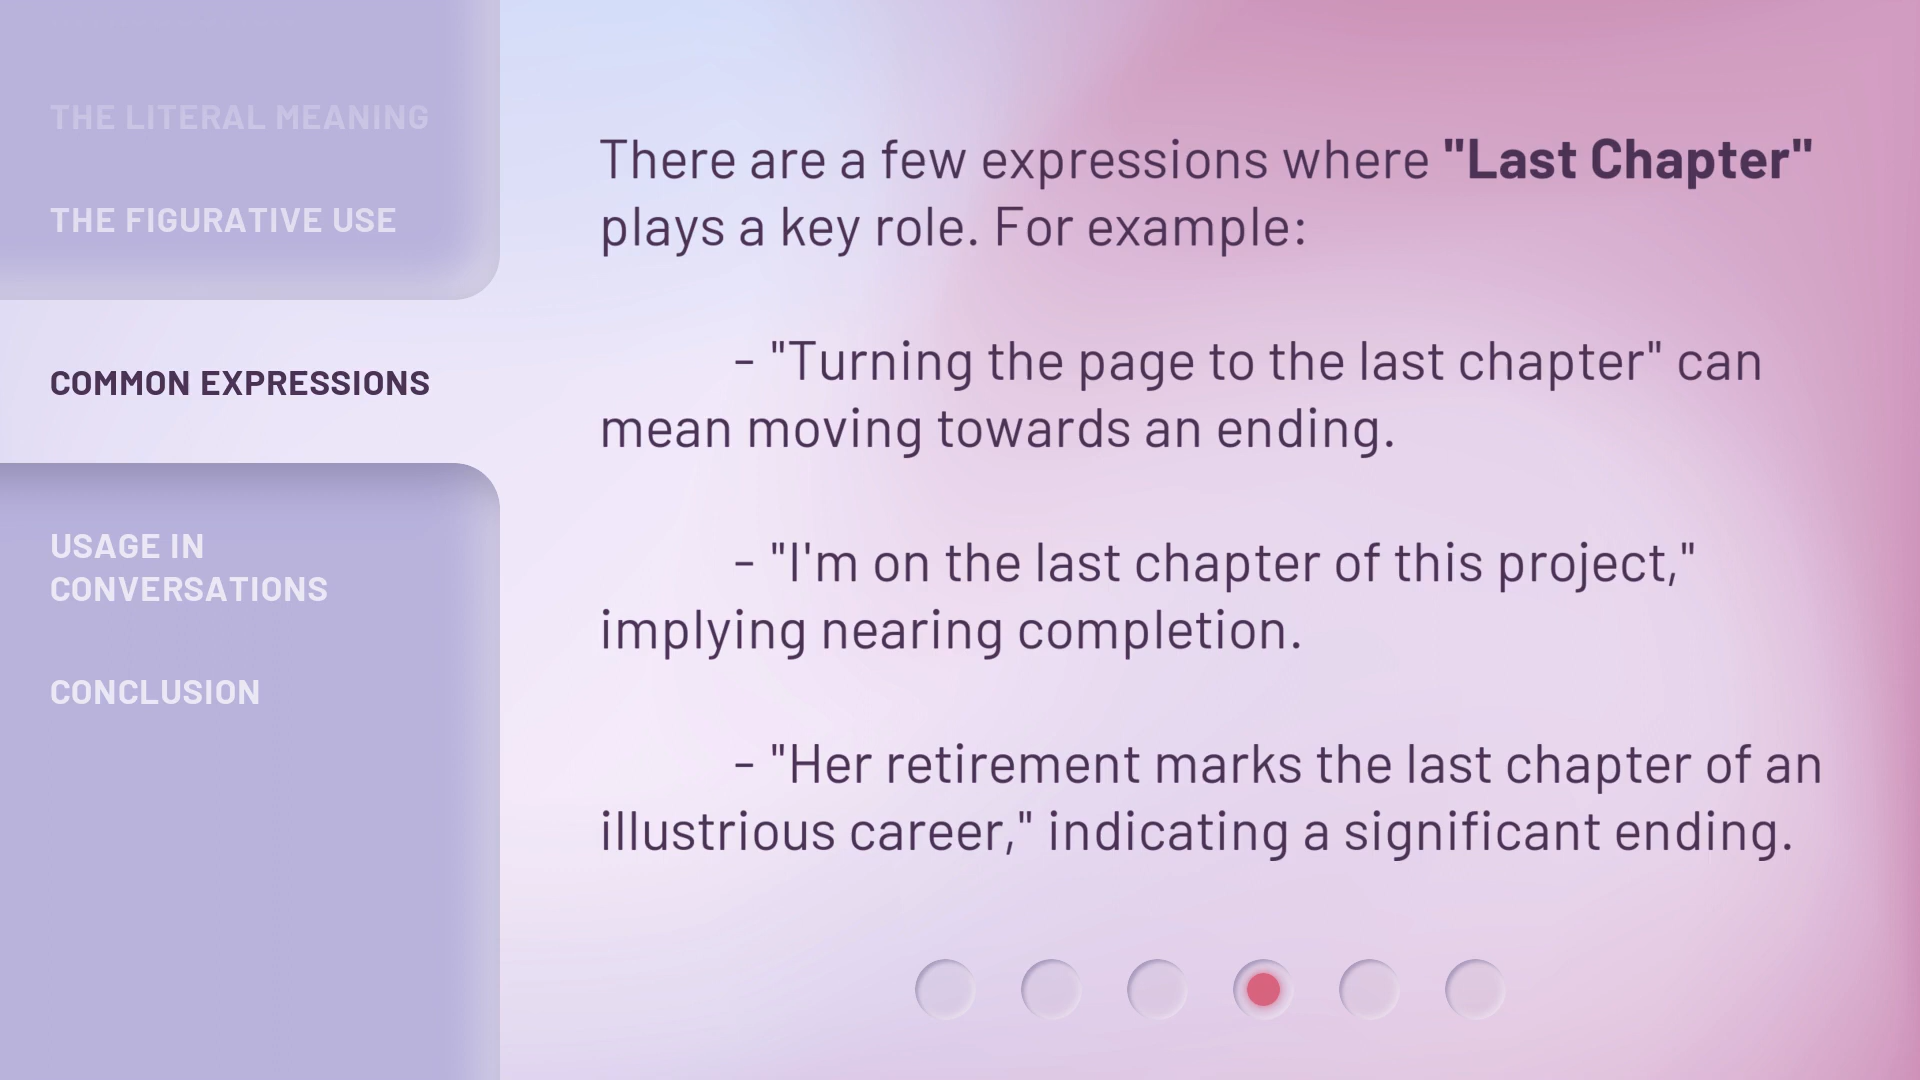 THE LITERAL MEANING
THE FIGURATIVE USE
COMMON EXPRESSIONS
USAGE IN
CONVERSATIONS
CONCLUSION
There are a few expressions where "Last Chapter"
plays a key role. For example:
- "Turning the page to the last chapter" can
mean moving towards an ending.
- "I'm on the last chapter of this project,"
implying nearing completion.
- "Her retirement marks the last chapter of an
illustrious career," indicating a significant ending.